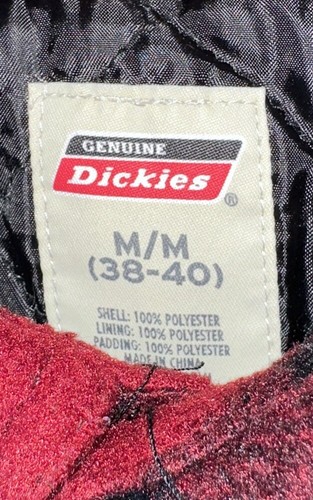 GENUINE
Dickies
®
M/M
(38-40)
SHELL: 100% POLYESTER
LINING: 100% POLYESTER
PADDING: 100% POLYESTER
MADE IN CHINA